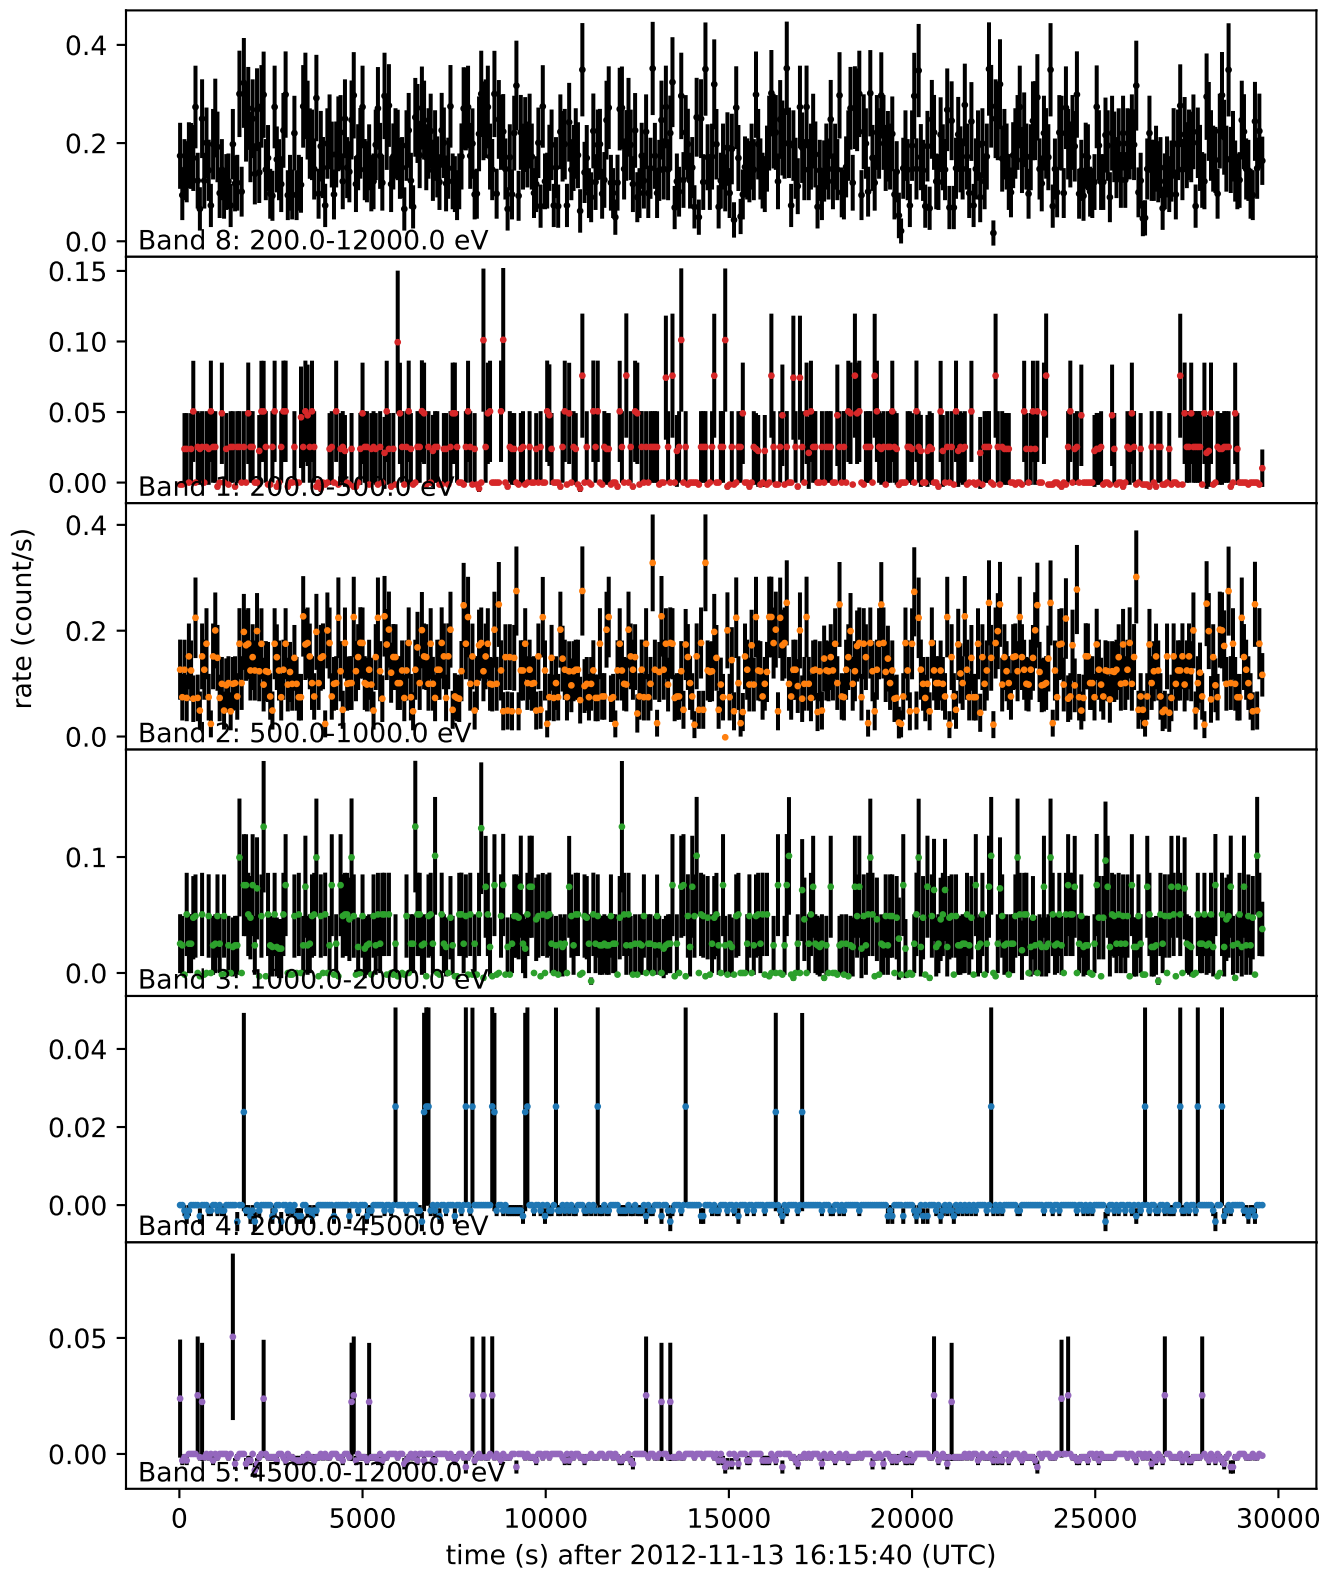 0.4
0.2
0.0
Band 8: 200.0-12000.0 eV
0.15
0.10
0.05
0.00
Band 1: 200.0-500.0 eV
rate (count/s)
0.4
0.2
0.0
Band 2: 500.0-1000.0 eV
0.1
0.0
Band 3: 1000.0-2000.0 eV
0.04
0.02
0.00
Band 4: 2000.0-4500.0 eV
0.05
0.00
Band 5: 4500.0-12000.0 eV
0 5000 10000 15000 20000 25000 30000
time (s) after 2012-11-13 16:15:40 (UTC)